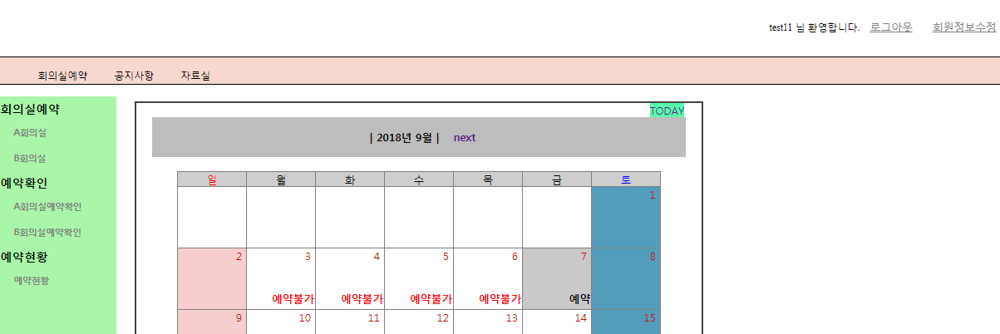 test11 님 환영합니다. 로그아웃 회원정보수정
회의실예약 공지사항 자료실
회의실예약
A회의실
B회의실
예약확인
A회의실예약확인
B회의실예약확인
예약현황
예약현황
TODAY
| 2018년 9월 | next
일 월 화 수 목 금 토
1
2 3 4 5 6 7 8
예약불가 예약불가 예약불가 예약불가 예약
9 10 11 12 13 14 15